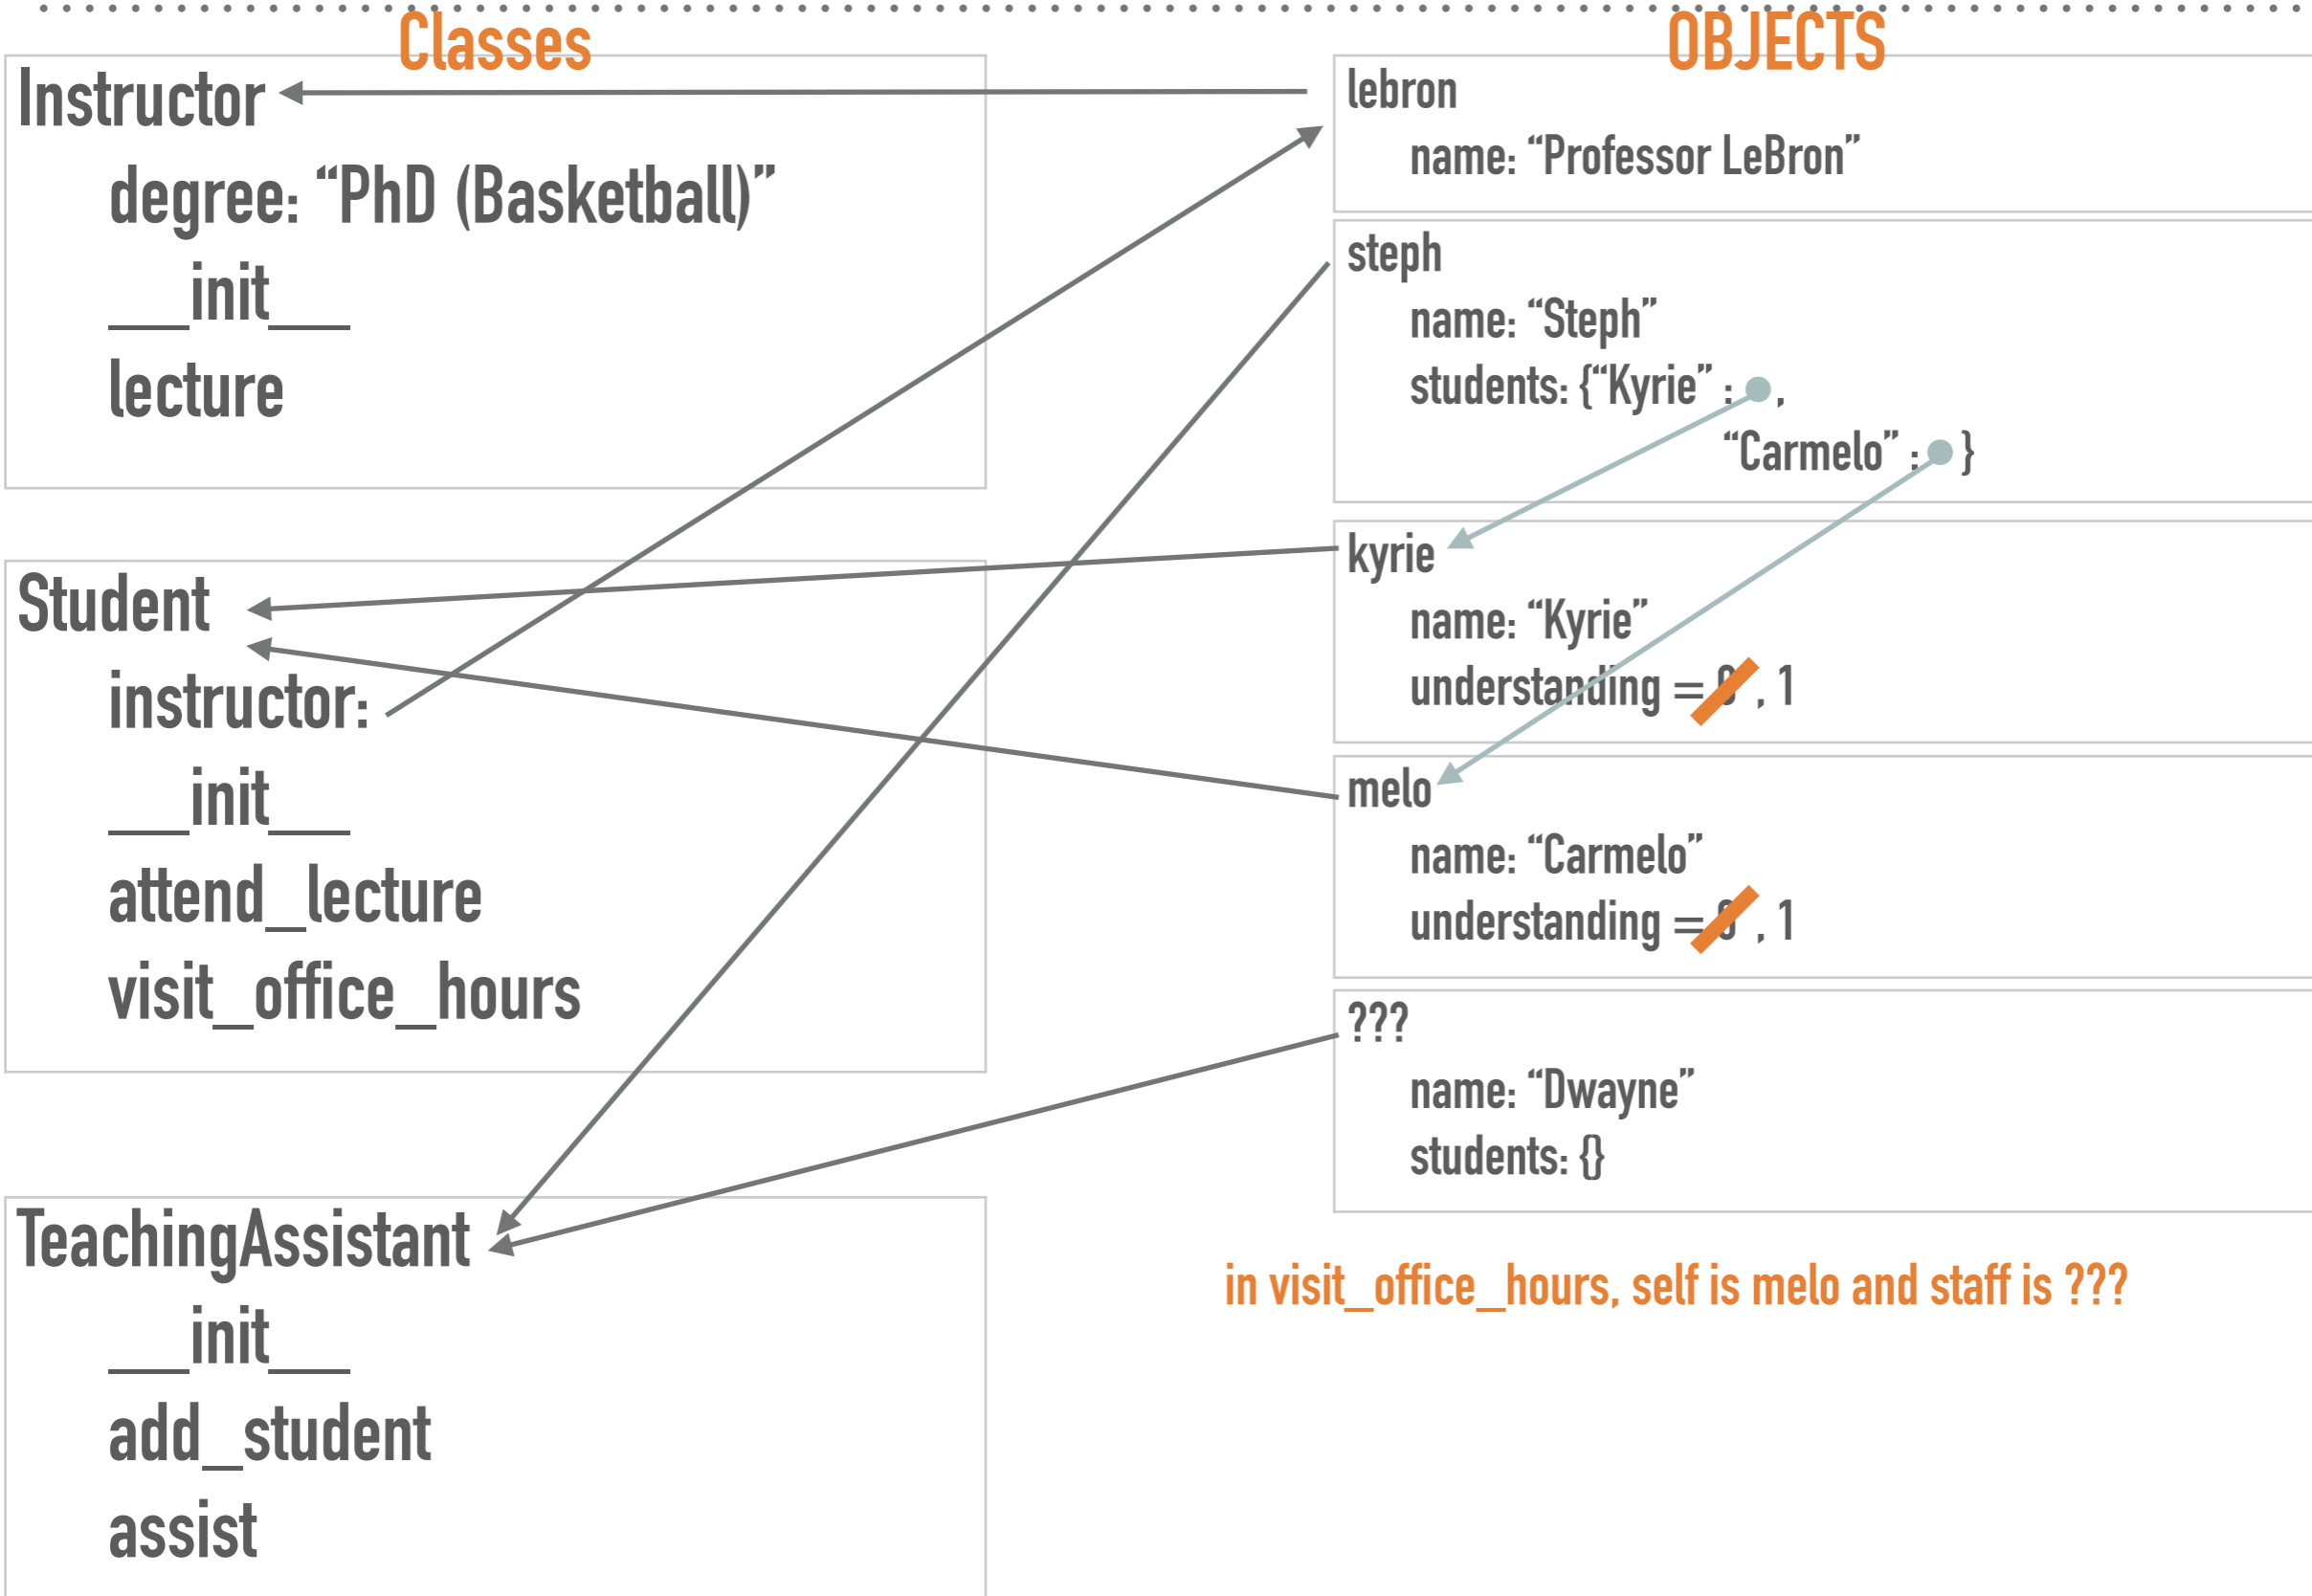 Classes
Instructor
degree: “PhD (Basketball)”
__init__
lecture
Student
instructor:
__init__
attend_lecture
visit_office_hours
TeachingAssistant
__init__
add_student
assist
OBJECTS
lebron
name: “Professor LeBron”
steph
name: “Steph”
students: {“Kyrie” : ,
“Carmelo” : }
kyrie
name: “Kyrie”
understanding = 0 , 1
melo
name: “Carmelo”
understanding = 0 , 1
???
name: “Dwayne”
students: {}
in visit_office_hours, self is melo and staff is ???